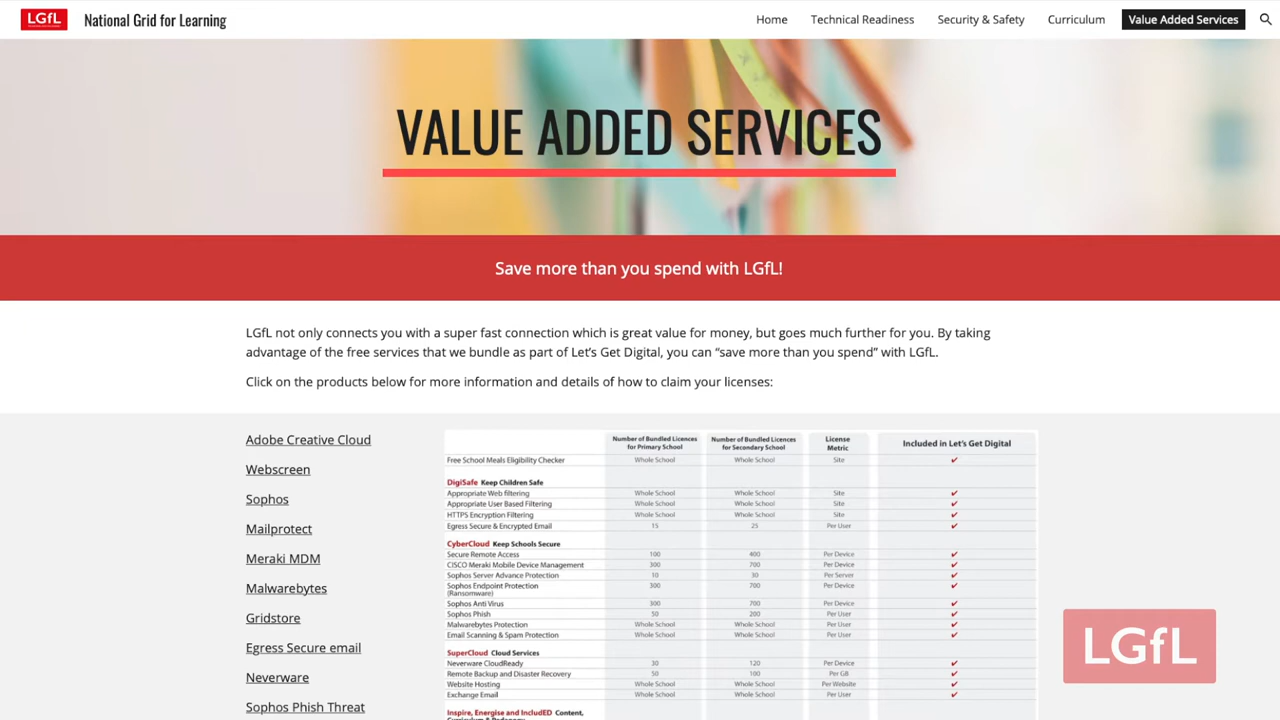 LGfL National Grid for Learning Home Technical Readiness Security & Safety Curriculum Value Added Services
VALUE ADDED SERVICES
Save more than you spend with LGfL!
LGfL not only connects you with a super fast connection which is great value for money, but goes much further for you. By taking
advantage of the free services that we bundle as part of Let's Get Digital, you can “save more than you spend” with LGfL.
Click on the products below for more information and details of how to claim your licenses:
Adobe Creative Cloud
Webscreen
Sophos
Mailprotect
Meraki MDM
Malwarebytes
Gridstore
Egress Secure email
Neverware
Sophos Phish Threat
Number of Bundled Licences for Primary School Number of Bundled Licences for Secondary School License Metric Included in Let's Get Digital
Free School Meals Eligibility Checker Whole School Whole School Site ✔
DigiSafe Keep Children Safe
Appropriate Web filtering Whole School Whole School Site ✔
Appropriate User Based Filtering Whole School Whole School Site ✔
HTTPS Encryption Filtering Whole School Whole School Site ✔
Egress Secure & Encrypted Email 15 25 Per User ✔
CyberCloud Keep Schools Secure
Secure Remote Access 100 400 Per Device ✔
CISCO Meraki Mobile Device Management 300 700 Per Device ✔
Sophos Server Advance Protection 10 30 Per Server ✔
Sophos Endpoint Protection 300 700 Per Device ✔
(Ransomware)
Sophos Anti Virus 300 700 Per Device ✔
Sophos Phish 50 200 Per User ✔
Malwarebytes Protection Whole School Whole School Per User ✔
Email Scanning & Spam Protection Whole School Whole School Per User ✔
SuperCloud Cloud Services
Neverware CloudReady 30 120 Per Device ✔
Remote Backup and Disaster Recovery 50 100 Per GB ✔
Website Hosting Whole School Whole School Per Website ✔
Exchange Email Whole School Whole School Per User ✔
Inspire, Energise and IncludED Content,
LGfL